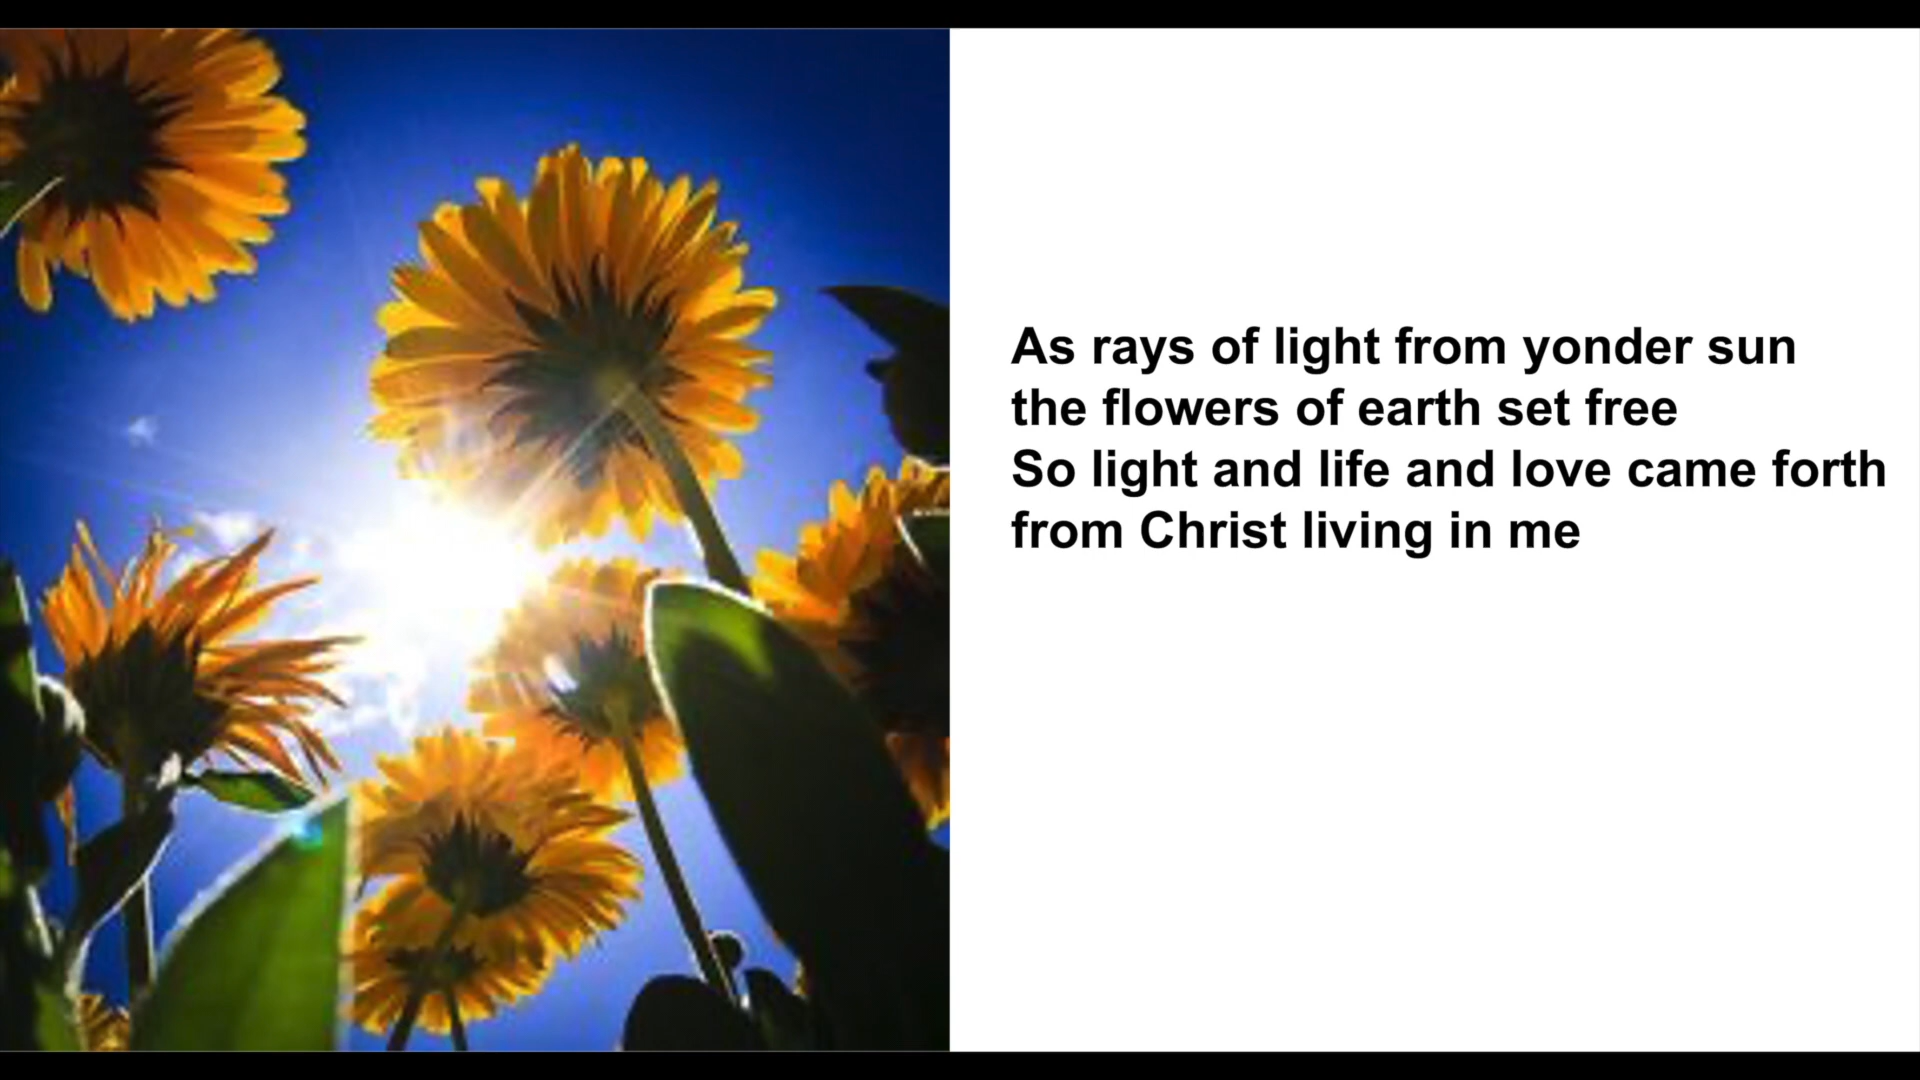 As rays of light from yonder sun
the flowers of earth set free
So light and life and love came forth
from Christ living in me